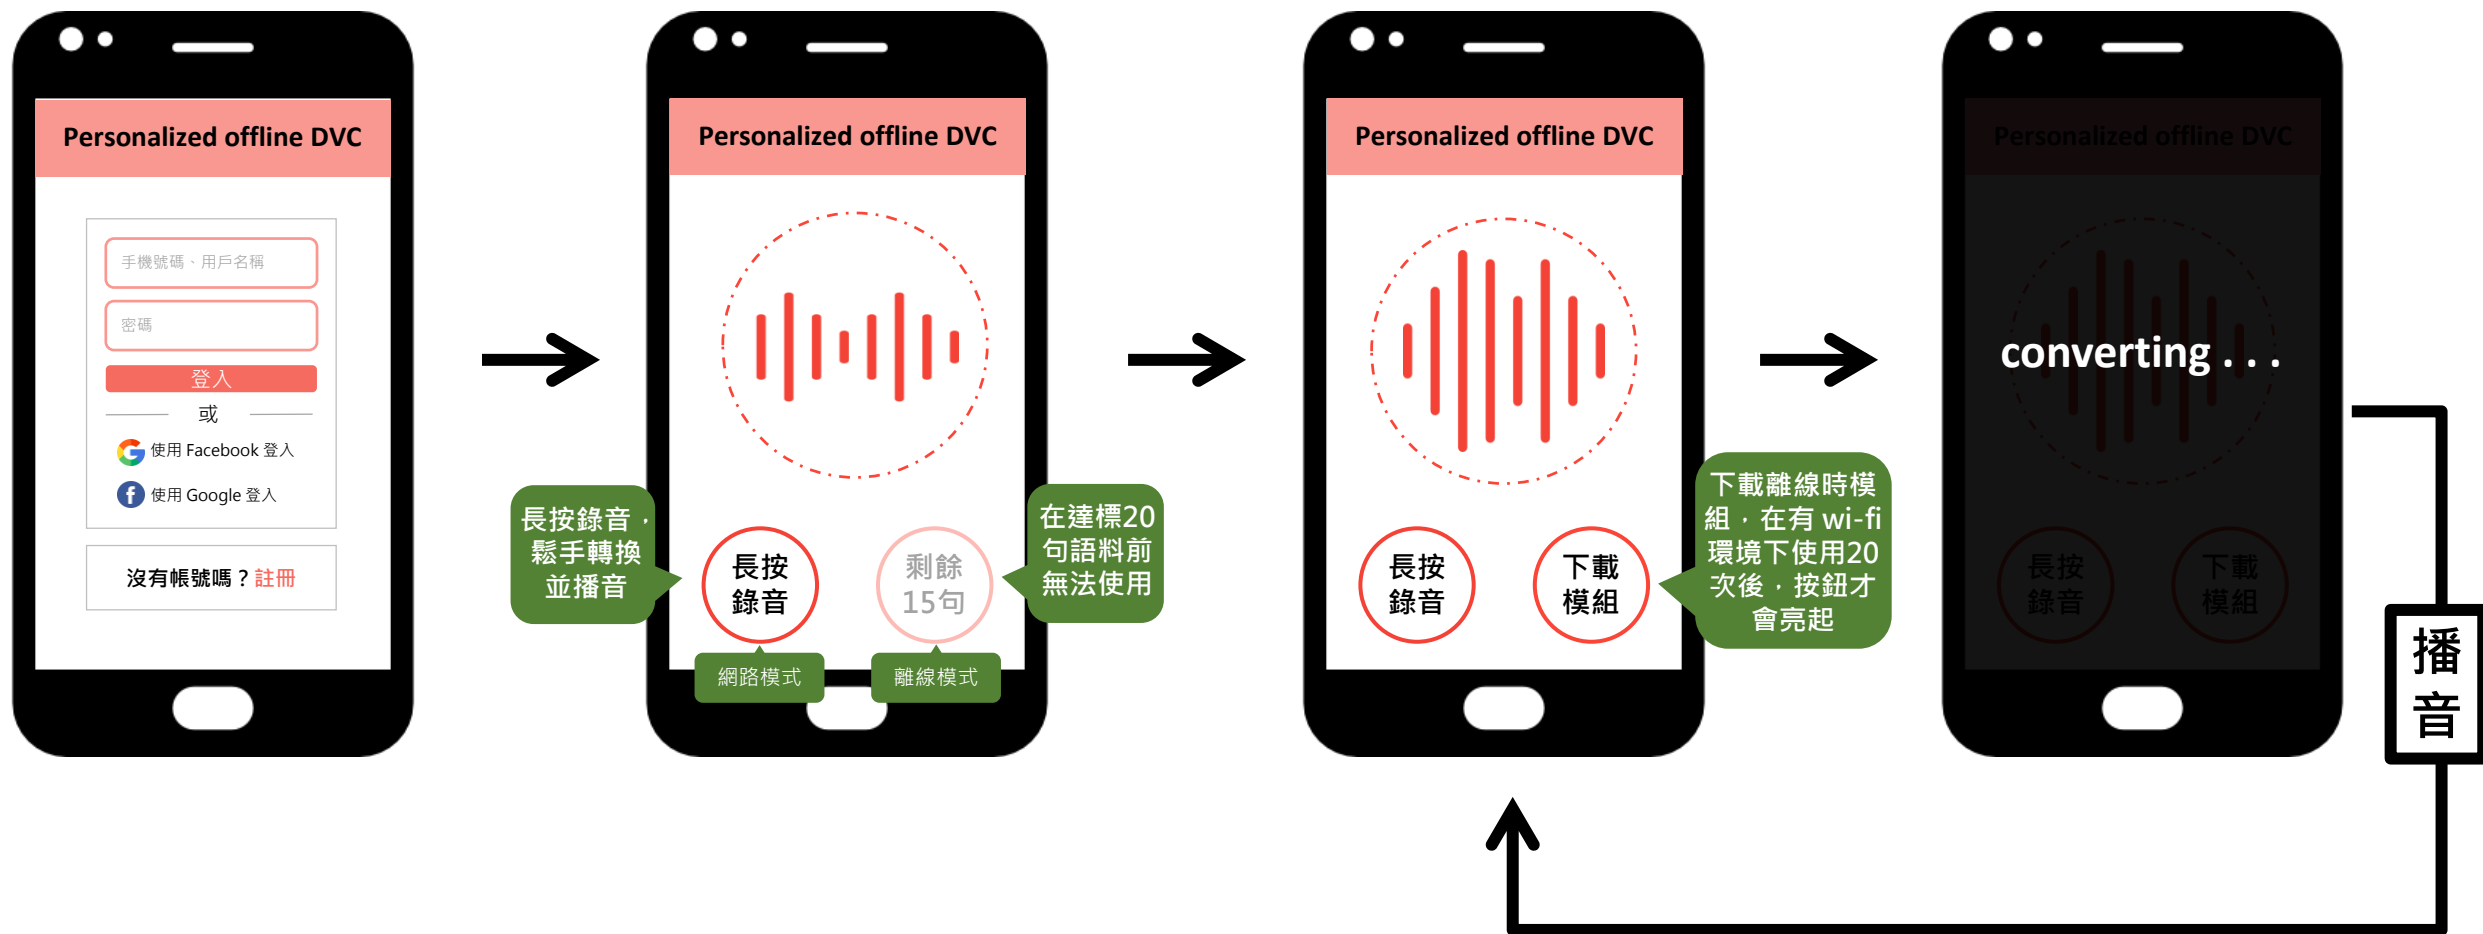 Personalized offline DVC
手機號碼、用戶名稱
密碼
登入
或
使用 Facebook 登入
使用 Google 登入
沒有帳號嗎？註冊
Personalized offline DVC
長按錄音，
鬆手轉換
並播音
長按
錄音
剩餘
15句
在達標20
句語料前
無法使用
網路模式
離線模式
Personalized offline DVC
長按
錄音
下載
模組
下載離線時模
組，在有 wi-fi
環境下使用20
次後，按鈕才
會亮起
Personalized offline DVC
converting . . .
長按
錄音
下載
模組
播
音